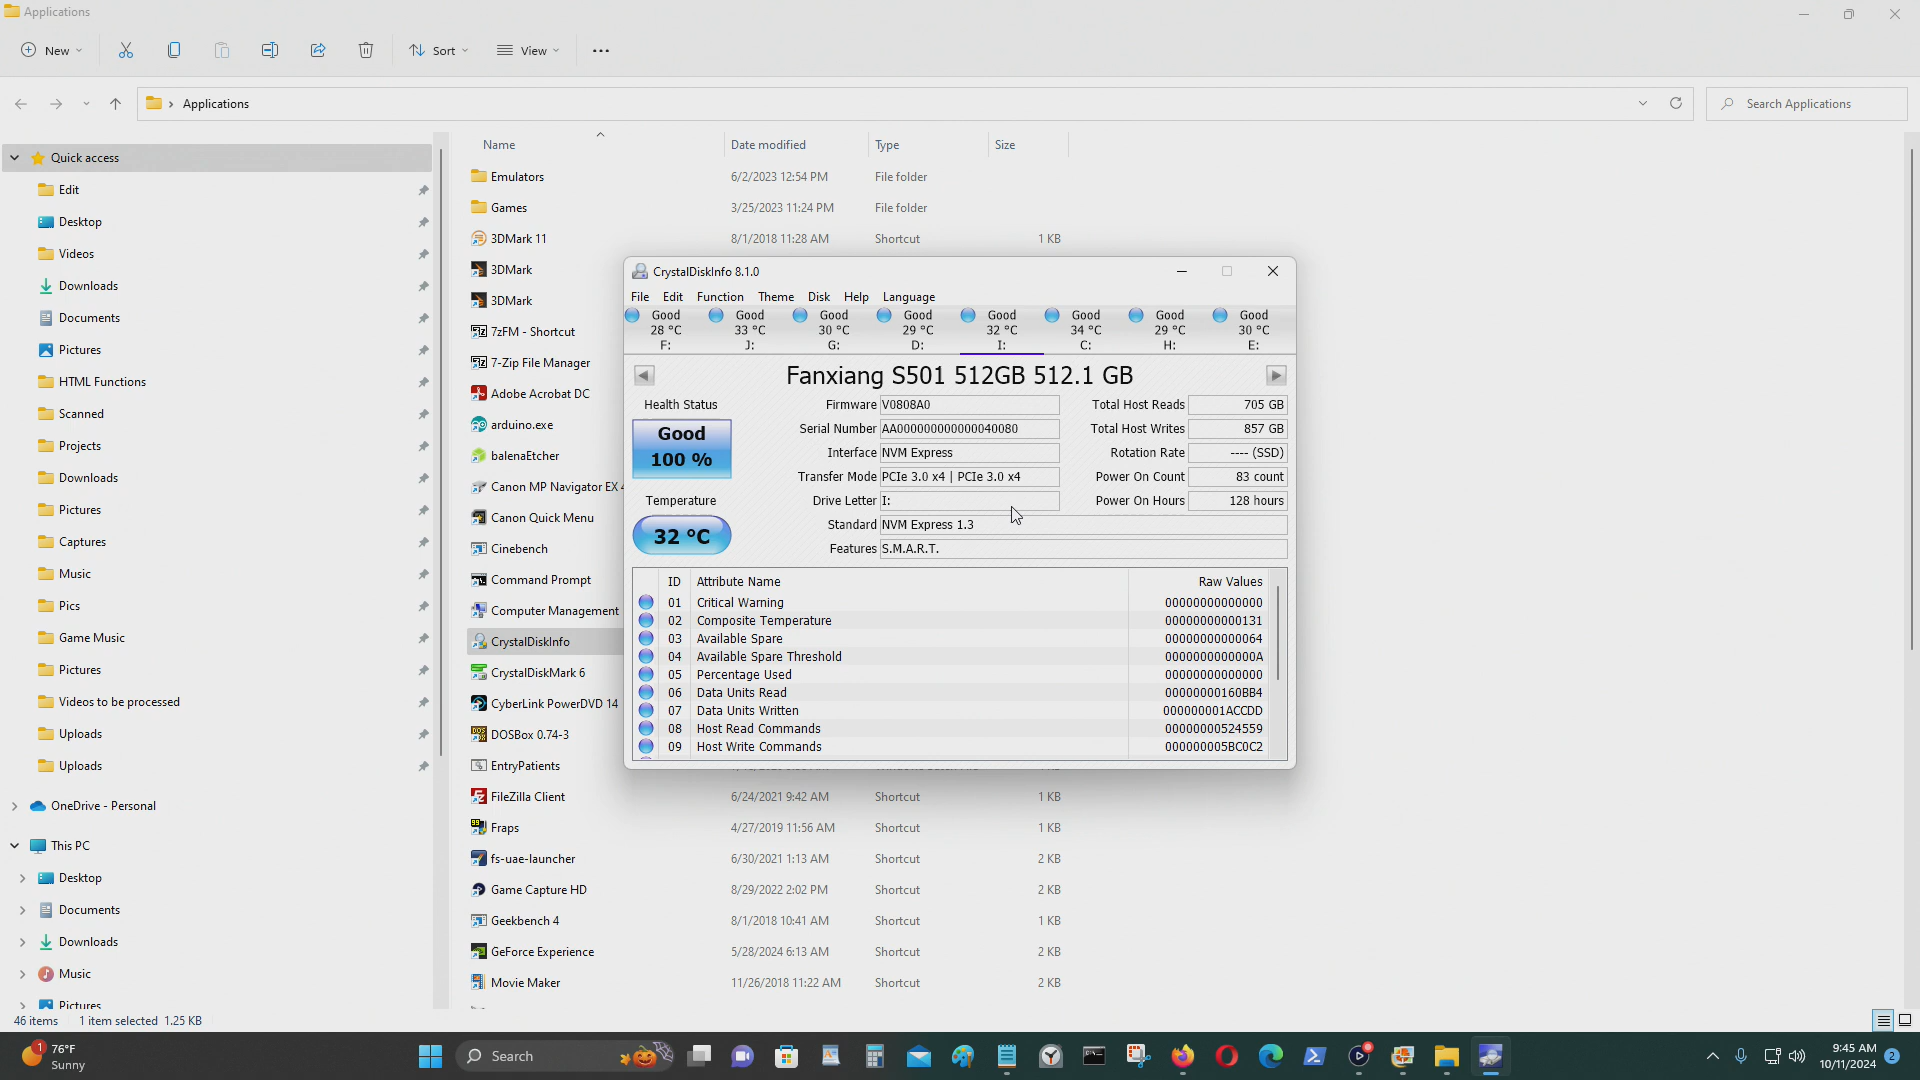 Applications
New
Sort
View
Applications
Search Applications
Quick access
Edit
Desktop
Videos
Downloads
Documents
Pictures
HTML Functions
Scanned
Projects
Downloads
Pictures
Captures
Music
Pics
Game Music
Pictures
Videos to be processed
Uploads
Uploads
OneDrive - Personal
This PC
Desktop
Documents
Downloads
Music
Pictures
Name Date modified Type Size
Emulators 6/2/2023 12:54 PM File folder
Games 3/25/2023 11:24 PM File folder
3DMark 11 8/1/2018 11:28 AM Shortcut 1 KB
3DMark
3DMark
7zFM - Shortcut
7-Zip File Manager
Adobe Acrobat DC
arduino.exe
balenaEtcher
Canon MP Navigator EX 4
Canon Quick Menu
Cinebench
Command Prompt
Computer Management
CrystalDiskInfo
CrystalDiskMark 6
CyberLink PowerDVD 14
DOSBox 0.74-3
EntryPatients
FileZilla Client 6/24/2021 9:42 AM Shortcut 1 KB
Fraps 4/27/2019 11:56 AM Shortcut 1 KB
fs-uae-launcher 6/30/2021 1:13 AM Shortcut 2 KB
Game Capture HD 8/29/2022 2:02 PM Shortcut 2 KB
Geekbench 4 8/1/2018 10:41 AM Shortcut 1 KB
GeForce Experience 5/28/2024 6:13 AM Shortcut 2 KB
Movie Maker 11/26/2018 11:22 AM Shortcut 2 KB
CrystalDiskInfo 8.1.0
File Edit Function Theme Disk Help Language
Good Good Good Good Good Good Good Good
28 °C 33 °C 30 °C 29 °C 32 °C 34 °C 29 °C 30 °C
F: J: G: D: I: C: H: E:
Fanxiang S501 512GB 512.1 GB
Health Status
Good
100 %
Temperature
32 °C
Firmware V0808A0
Serial Number AA000000000000040080
Interface NVM Express
Transfer Mode PCIe 3.0 x4 | PCIe 3.0 x4
Drive Letter I:
Standard NVM Express 1.3
Features S.M.A.R.T.
Total Host Reads 705 GB
Total Host Writes 857 GB
Rotation Rate ---- (SSD)
Power On Count 83 count
Power On Hours 128 hours
ID Attribute Name Raw Values
01 Critical Warning 00000000000000
02 Composite Temperature 00000000000131
03 Available Spare 00000000000064
04 Available Spare Threshold 0000000000000A
05 Percentage Used 00000000000000
06 Data Units Read 00000000160BB4
07 Data Units Written 000000001ACCDD
08 Host Read Commands 00000000524559
09 Host Write Commands 000000005BC0C2
46 items 1 item selected 1.25 KB
1
76°F
Sunny
Search
9:45 AM
10/11/2024
2